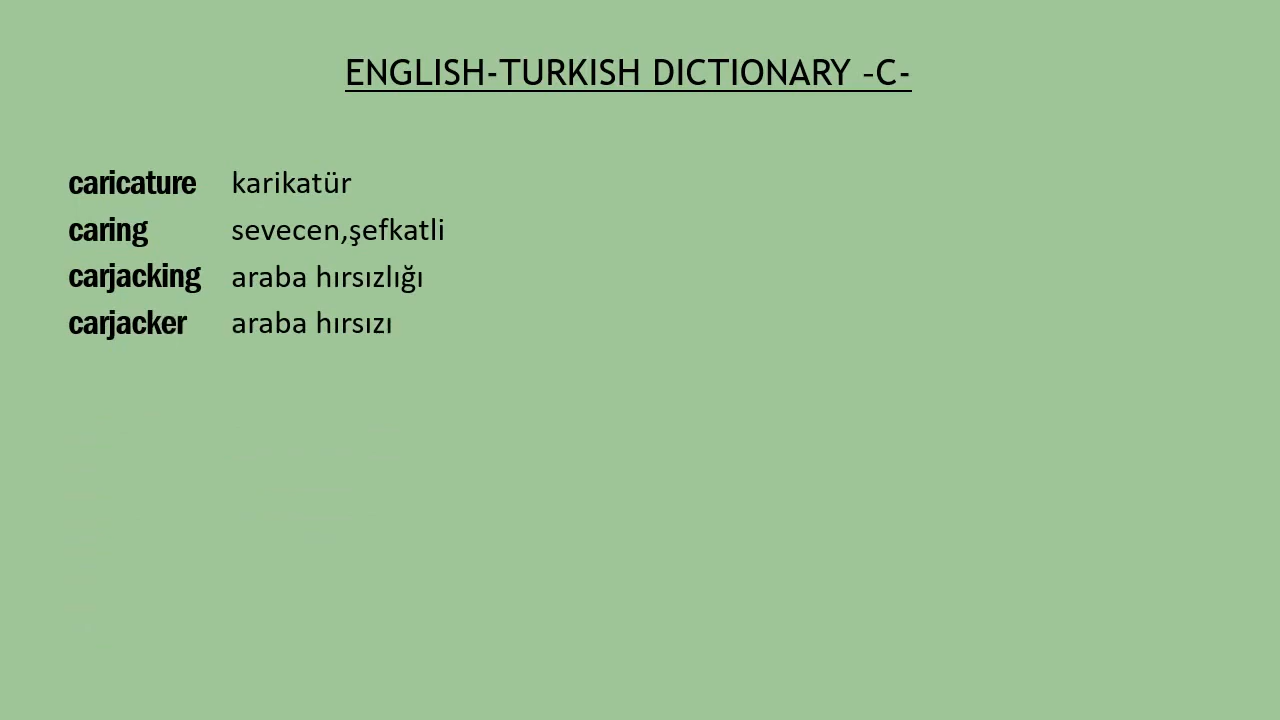 ENGLISH-TURKISH DICTIONARY –C-
caricature karikatür
caring sevecen,şefkatli
carjacking araba hırsızlığı
carjacker araba hırsızı